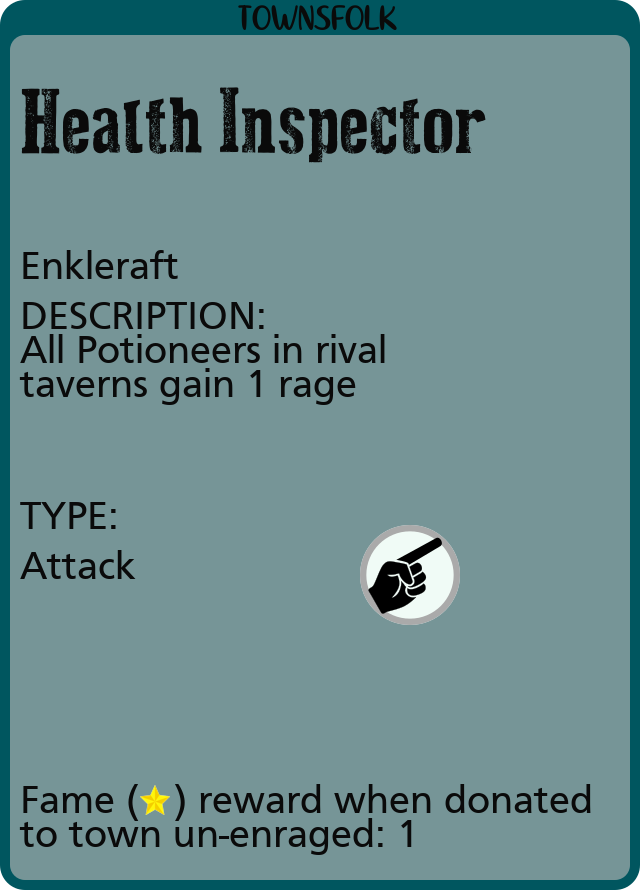 TOWNSFOLK
Health Inspector
Enkleraft
DESCRIPTION:
All Potioneers in rival
taverns gain 1 rage
TYPE:
Attack
Fame (⭐) reward when donated
to town un-enraged: 1